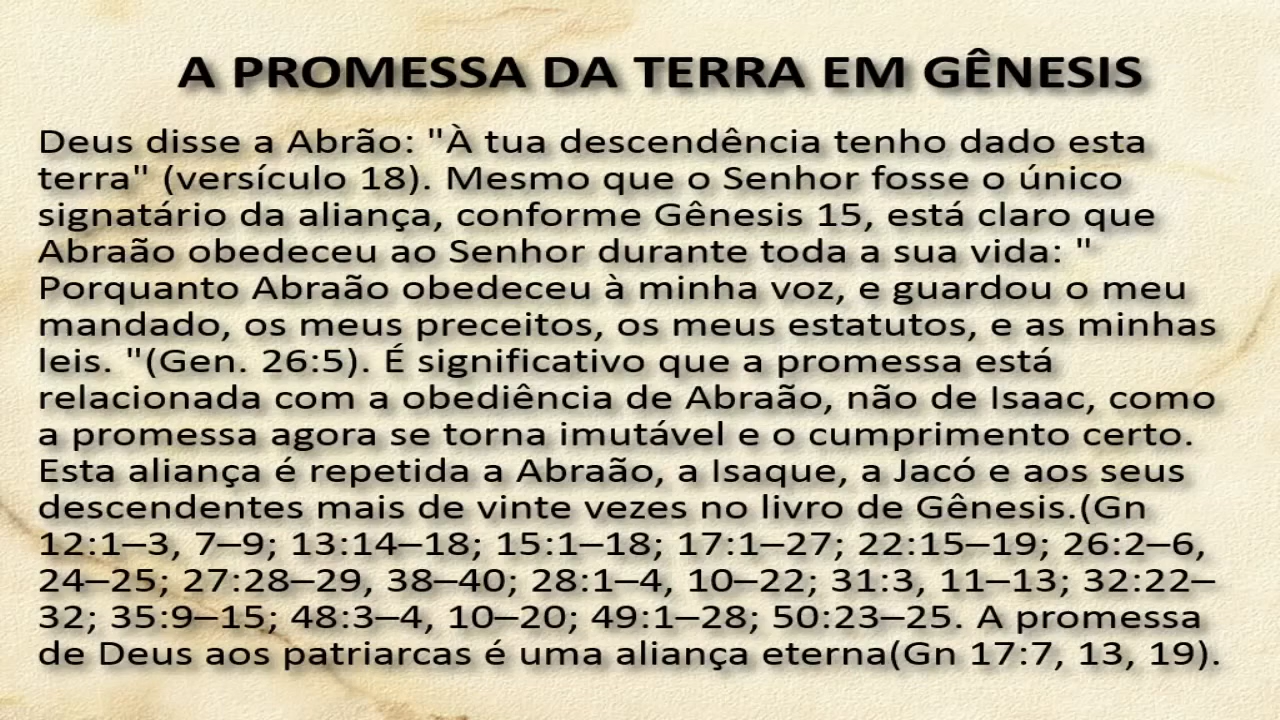 A PROMESSA DA TERRA EM GÊNESIS
Deus disse a Abrão: "À tua descendência tenho dado esta
terra" (versículo 18). Mesmo que o Senhor fosse o único
signatário da aliança, conforme Gênesis 15, está claro que
Abraão obedeceu ao Senhor durante toda a sua vida: "
Porquanto Abraão obedeceu à minha voz, e guardou o meu
mandado, os meus preceitos, os meus estatutos, e as minhas
leis. "(Gen. 26:5). É significativo que a promessa está
relacionada com a obediência de Abraão, não de Isaac, como
a promessa agora se torna imutável e o cumprimento certo.
Esta aliança é repetida a Abraão, a Isaque, a Jacó e aos seus
descendentes mais de vinte vezes no livro de Gênesis.(Gn
12:1–3, 7–9; 13:14–18; 15:1–18; 17:1–27; 22:15–19; 26:2–6,
24–25; 27:28–29, 38–40; 28:1–4, 10–22; 31:3, 11–13; 32:22–
32; 35:9–15; 48:3–4, 10–20; 49:1–28; 50:23–25. A promessa
de Deus aos patriarcas é uma aliança eterna(Gn 17:7, 13, 19).